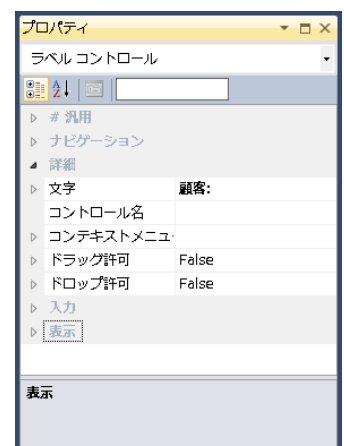 プロパティ
ラベル コントロール
# 汎用
ナビゲーション
詳細
文字 顧客:
コントロール名
コンテキストメニュー
ドラッグ許可 False
ドロップ許可 False
入力
表示
表示